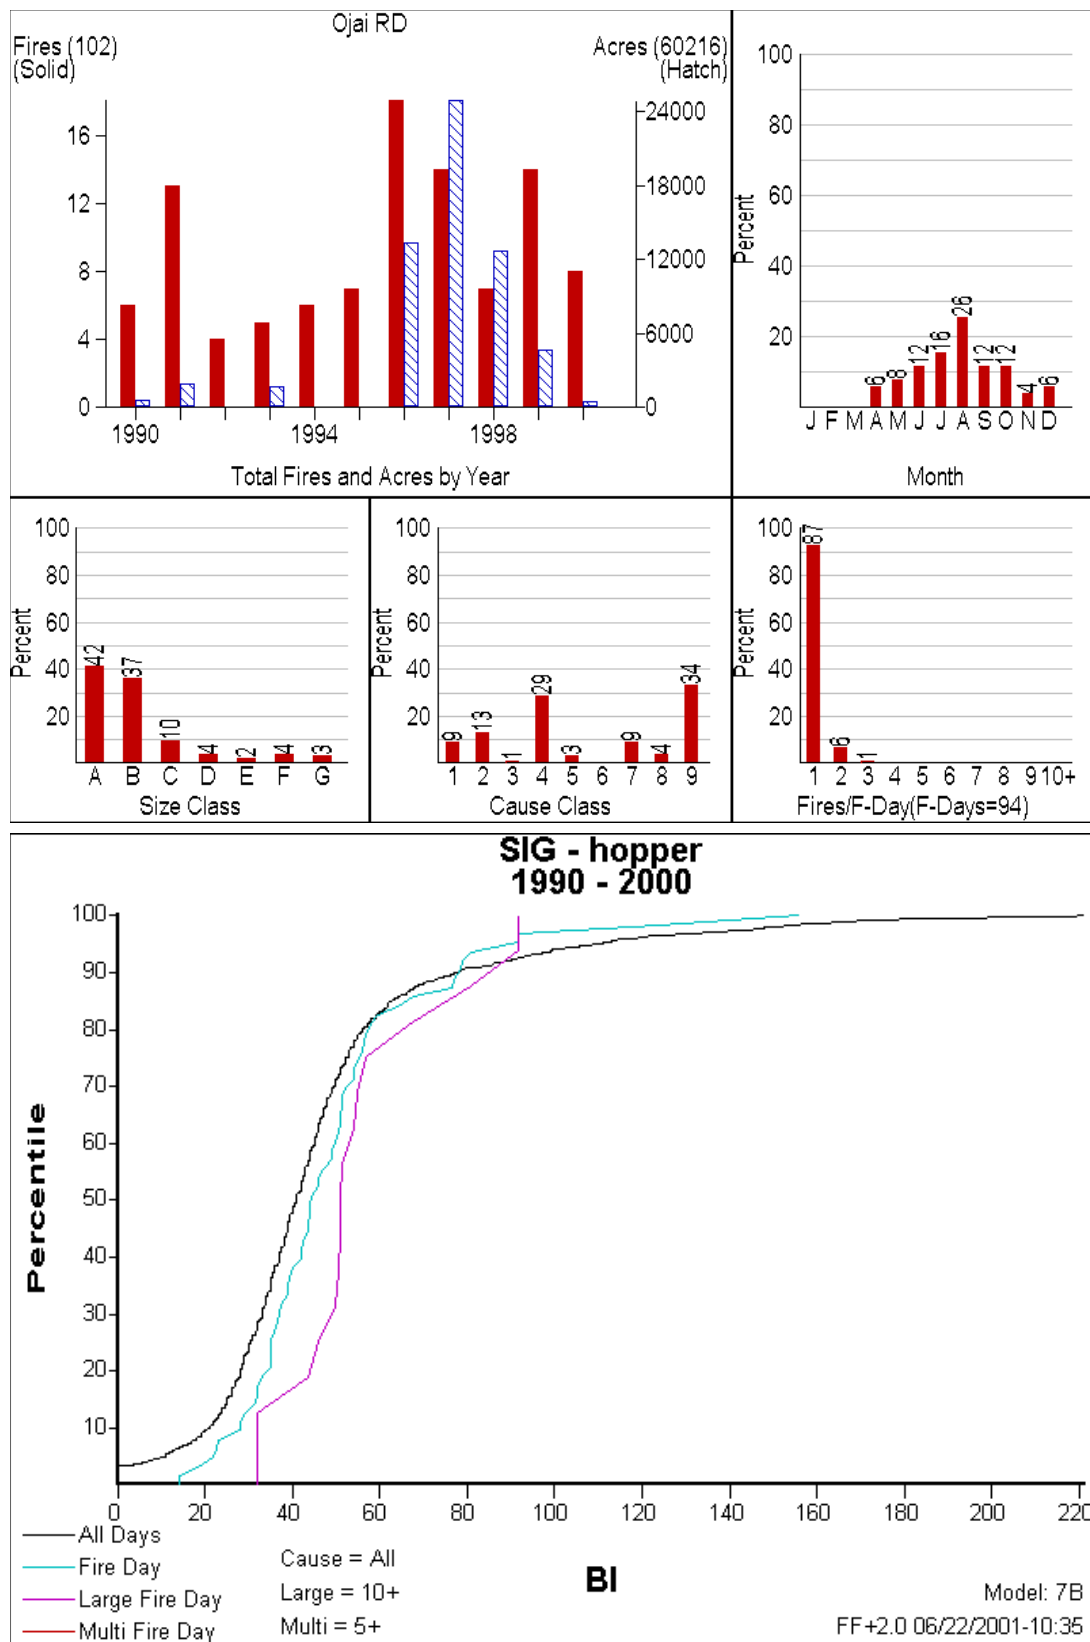 Ojai RD
Fires (102)
(Solid)
Acres (60216)
(Hatch)
16
12
8
4
0
24000
18000
12000
6000
0
1990 1994 1998
Total Fires and Acres by Year
100
80
60
40
20
Percent
6 8 12 16 26 12 12 4 6
J F M A M J J A S O N D
Month
100
80
60
40
20
Percent
42 37 10 4 2 4 3
A B C D E F G
Size Class
100
80
60
40
20
Percent
9 13 1 29 3 9 4 34
1 2 3 4 5 6 7 8 9
Cause Class
100
80
60
40
20
Percent
87 6 1
1 2 3 4 5 6 7 8 9 10+
Fires/F-Day(F-Days=94)
SIG - hopper
1990 - 2000
100
90
80
70
60
50
40
30
20
10
Percentile
0 20 40 60 80 100 120 140 160 180 200 220
BI
All Days
Fire Day
Large Fire Day
Multi Fire Day
Cause = All
Large = 10+
Multi = 5+
Model: 7B
FF+2.0 06/22/2001-10:35